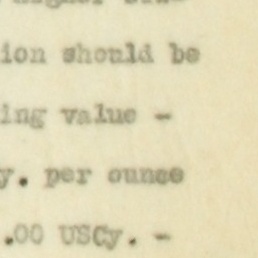 ion should be
ing value -
y. per ounce
.00 USCy. -